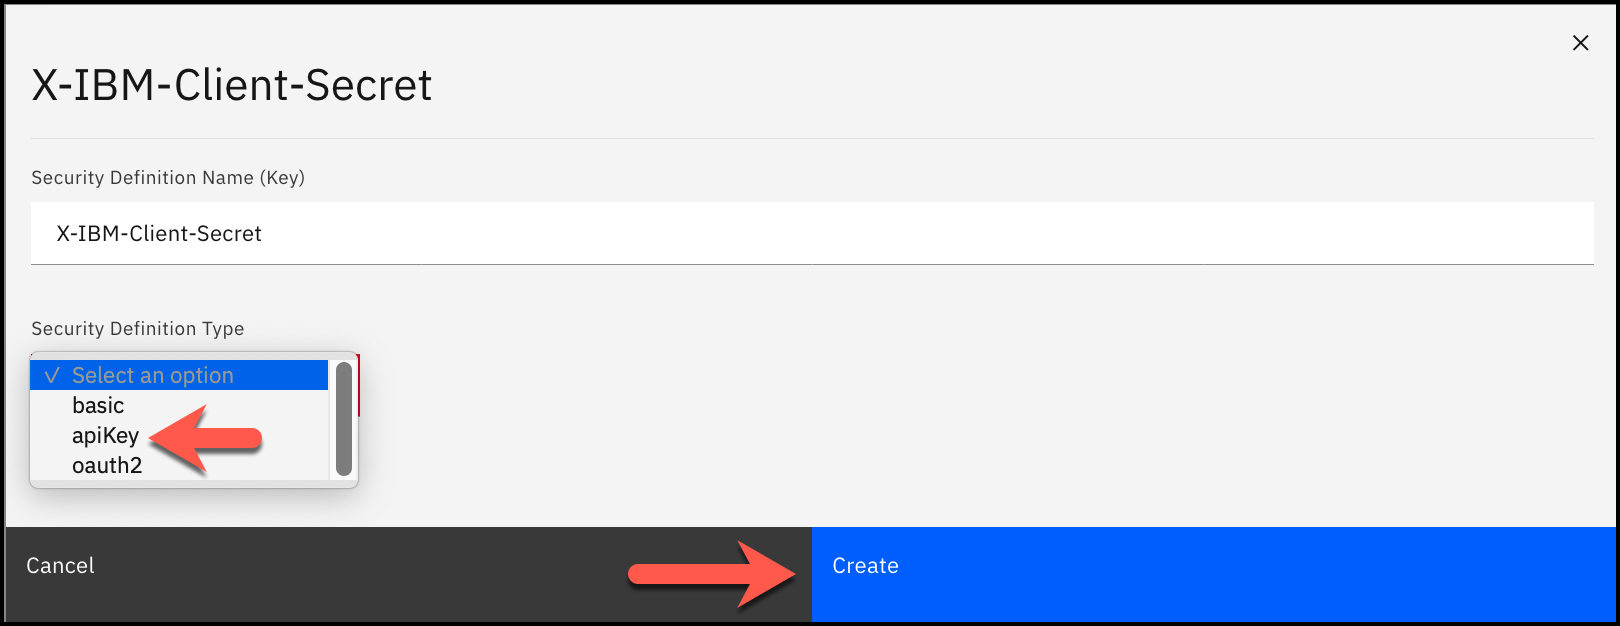 X-IBM-Client-Secret
Security Definition Name (Key)
X-IBM-Client-Secret
Security Definition Type
✓ Select an option
basic
apiKey
oauth2
Cancel
Create